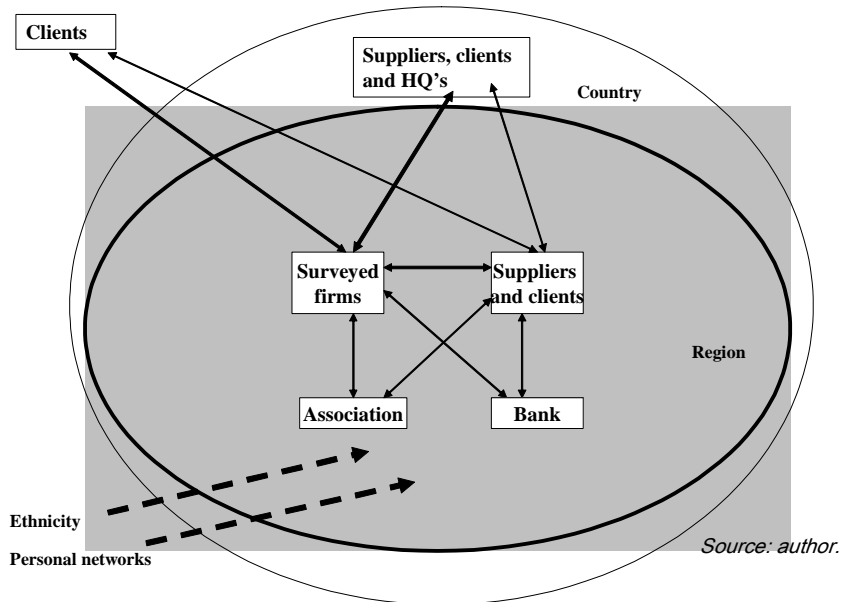 Clients
Suppliers, clients
and HQ's
Country
Surveyed
firms
Suppliers
and clients
Region
Association
Bank
Ethnicity
Personal networks
Source: author.